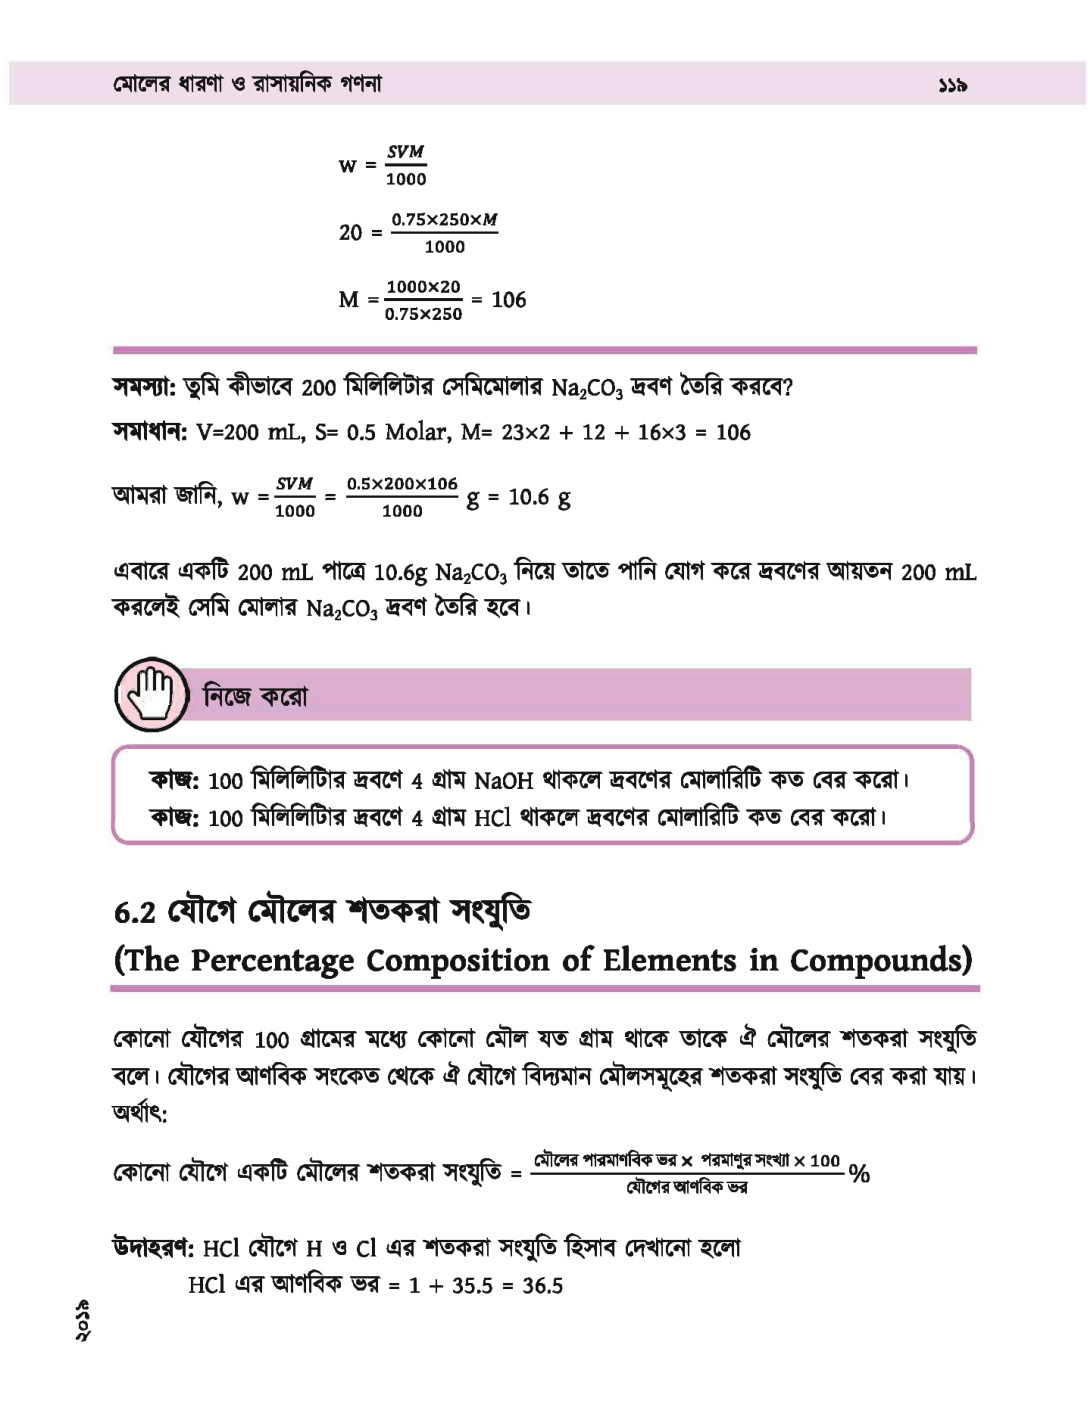 মোলের ধারণা ও রাসায়নিক গণনা ১১৯
w = SVM/1000
20 = 0.75×250×M/1000
M = 1000×20/0.75×250 = 106
সমস্যা: তুমি কীভাবে 200 মিলিলিটার সেমিমোলার Na₂CO₃ দ্রবণ তৈরি করবে?
সমাধান: V=200 mL, S= 0.5 Molar, M= 23×2 + 12 + 16×3 = 106
আমরা জানি, w = SVM/1000 = 0.5×200×106/1000 g = 10.6 g
এবারে একটি 200 mL পাত্রে 10.6g Na₂CO₃ নিয়ে তাতে পানি যোগ করে দ্রবণের আয়তন 200 mL
করলেই সেমি মোলার Na₂CO₃ দ্রবণ তৈরি হবে।
নিজে করো
কাজ: 100 মিলিলিটার দ্রবণে 4 গ্রাম NaOH থাকলে দ্রবণের মোলারিটি কত বের করো।
কাজ: 100 মিলিলিটার দ্রবণে 4 গ্রাম HCl থাকলে দ্রবণের মোলারিটি কত বের করো।
6.2 যৌগে মৌলের শতকরা সংযুতি
(The Percentage Composition of Elements in Compounds)
কোনো যৌগের 100 গ্রামের মধ্যে কোনো মৌল যত গ্রাম থাকে তাকে ঐ মৌলের শতকরা সংযুতি
বলে। যৌগের আণবিক সংকেত থেকে ঐ যৌগে বিদ্যমান মৌলসমূহের শতকরা সংযুতি বের করা যায়।
অর্থাৎ:
কোনো যৌগে একটি মৌলের শতকরা সংযুতি = মৌলের পারমাণবিক ভর × পরমাণুর সংখ্যা × 100/যৌগের আণবিক ভর %
উদাহরণ: HCl যৌগে H ও Cl এর শতকরা সংযুতি হিসাব দেখানো হলো
HCl এর আণবিক ভর = 1 + 35.5 = 36.5
২০১৯